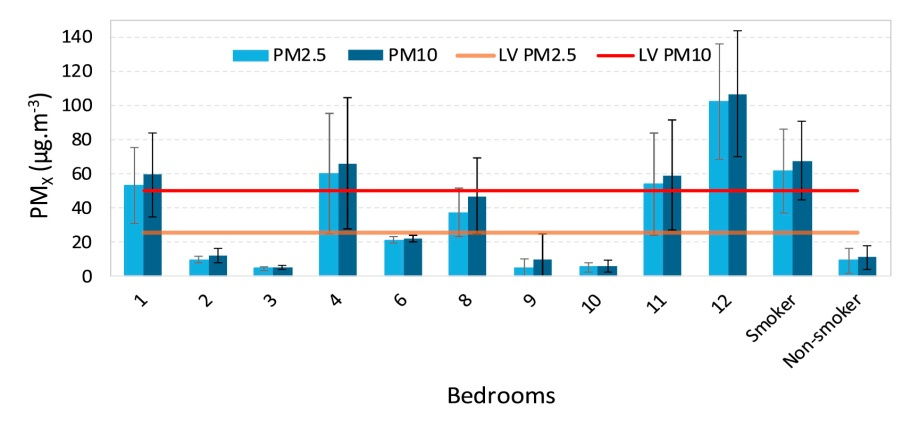 140
120
100
80
60
40
20
0
PMX (µg.m-3)
PM2.5 PM10 LV PM2.5 LV PM10
1 2 3 4 6 8 9 10 11 12 Smoker Non-smoker
Bedrooms